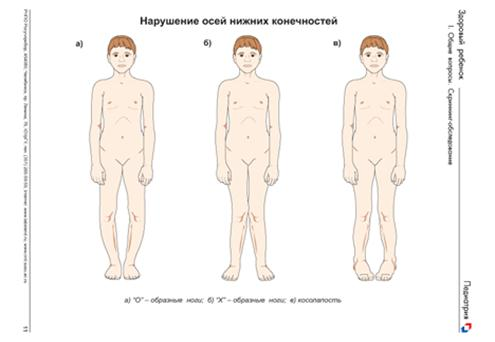 Нарушение осей нижних конечностей
а)
б)
в)
а) "О" – образные ноги; б) "Х" – образные ноги; в) косолапость
Здоровый ребенок
1. Общие вопросы. Скрининг-обследование
Педиатрия
11